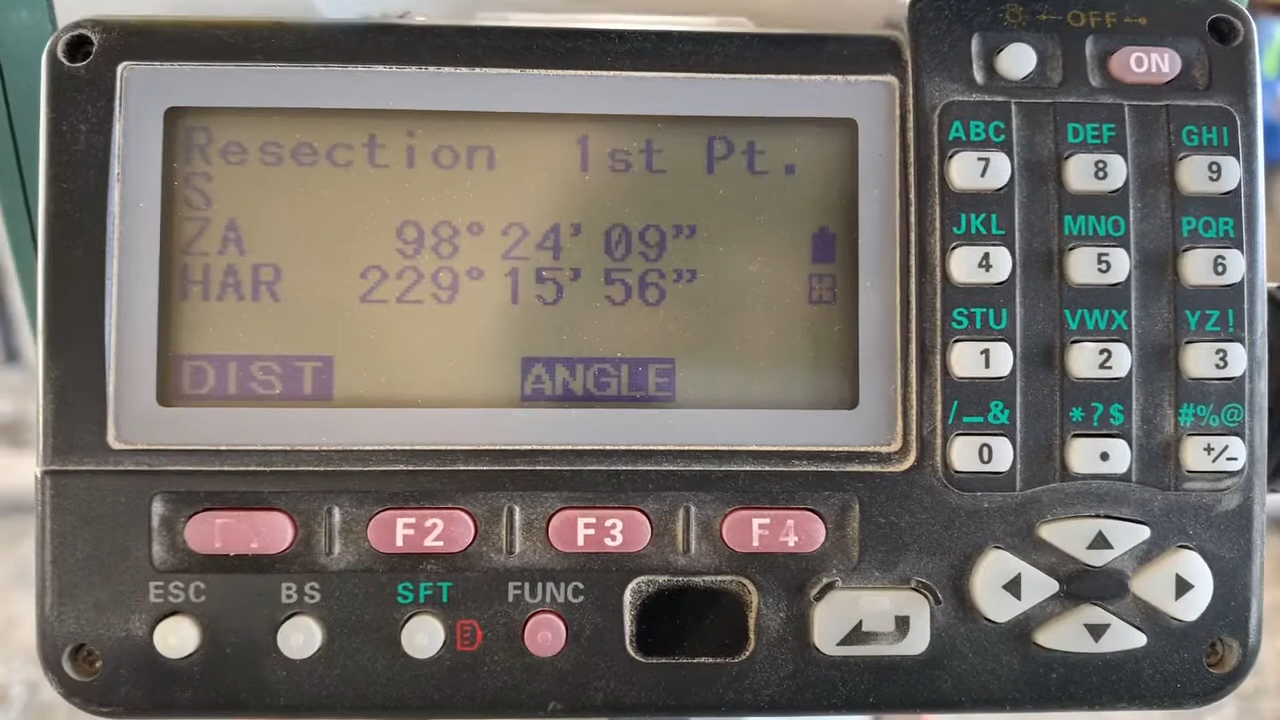 OFF
ON
Resection 1st Pt.
S
ZA 98° 24' 09"
HAR 229° 15' 56"
DIST ANGLE
ABC DEF GHI
7 8 9
JKL MNO PQR
4 5 6
STU VWX YZ!
1 2 3
/_& *?$ #%@
0 • +/-
F2 F3 F4
ESC BS SFT FUNC